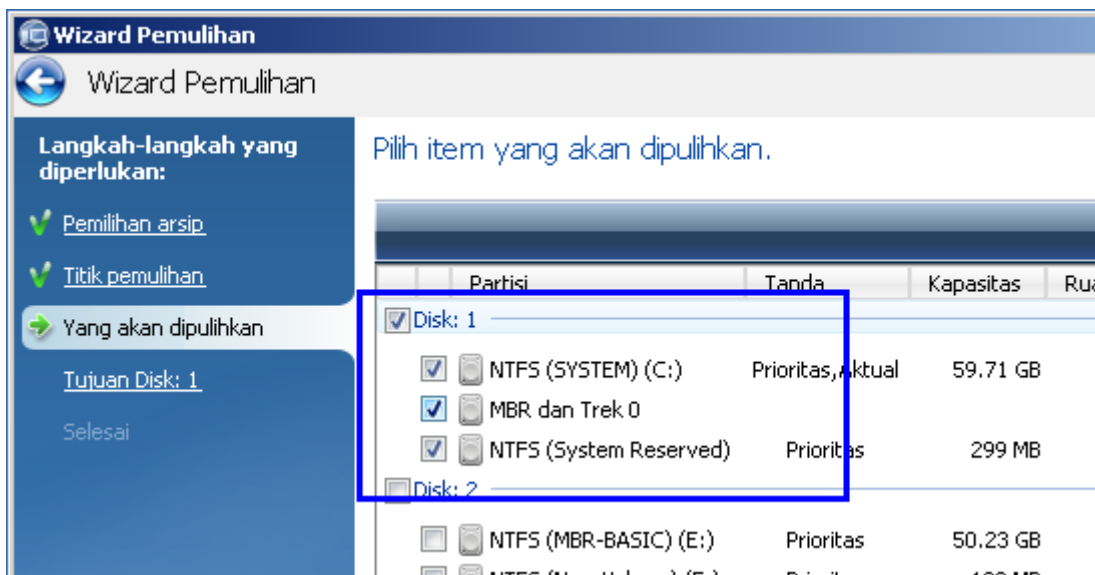 Wizard Pemulihan
Wizard Pemulihan
Langkah-langkah yang
diperlukan:
Pemilihan arsip
Titik pemulihan
Yang akan dipulihkan
Tujuan Disk: 1
Selesai
Pilih item yang akan dipulihkan.
Partisi Tanda Kapasitas Rua
Disk: 1
NTFS (SYSTEM) (C:) Prioritas,Aktual 59.71 GB
MBR dan Trek 0
NTFS (System Reserved) Prioritas 299 MB
Disk: 2
NTFS (MBR-BASIC) (E:) Prioritas 50.23 GB